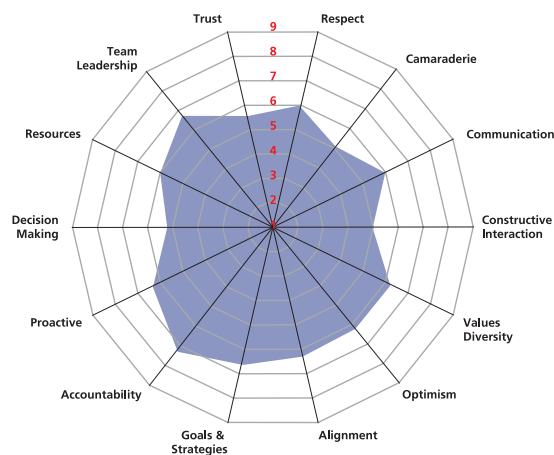 Trust
Respect
9
Team
Leadership
8
Camaraderie
7
6
Resources
Communication
5
4
3
2
Decision
Making
1
Constructive
Interaction
Proactive
Values
Diversity
Accountability
Optimism
Goals &
Strategies
Alignment